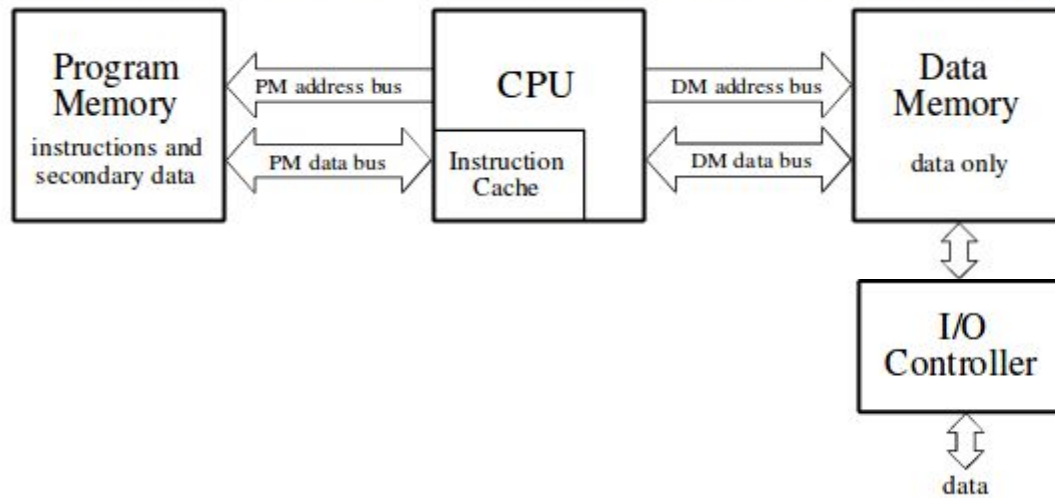 Program
Memory
instructions and
secondary data
PM address bus
PM data bus
CPU
Instruction
Cache
DM address bus
DM data bus
Data
Memory
data only
I/O
Controller
data